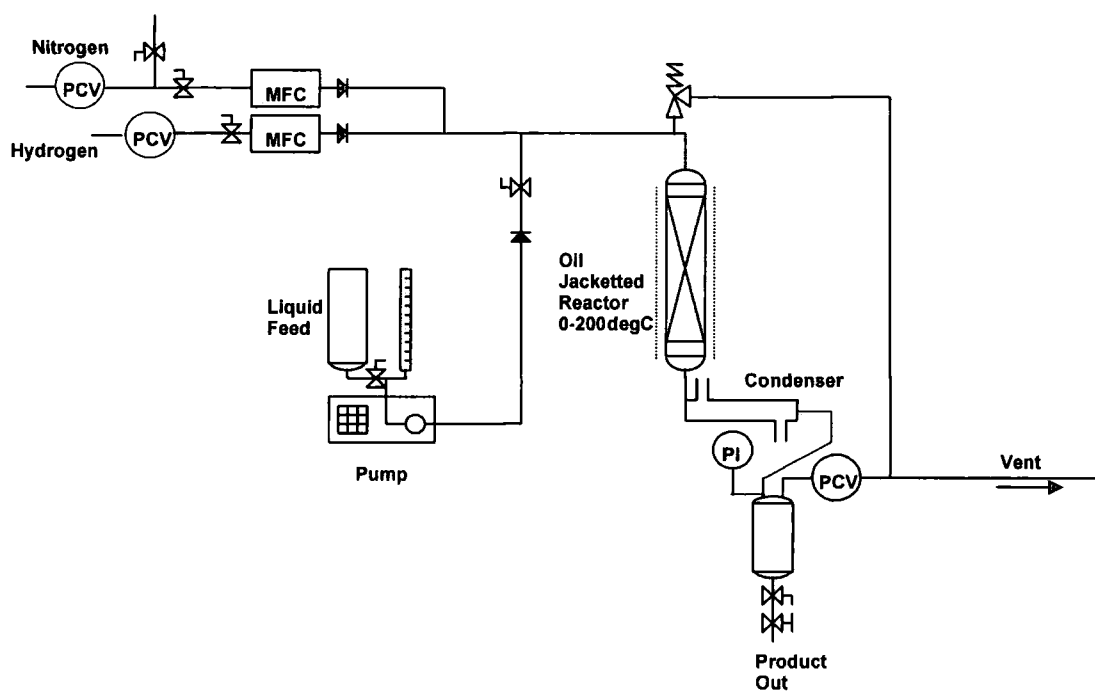 Nitrogen
PCV
MFC
PCV
MFC
Hydrogen
Oil
Jacketted
Reactor
0-200degC
Liquid
Feed
Condenser
PI
Pump
PCV
Vent
Product
Out